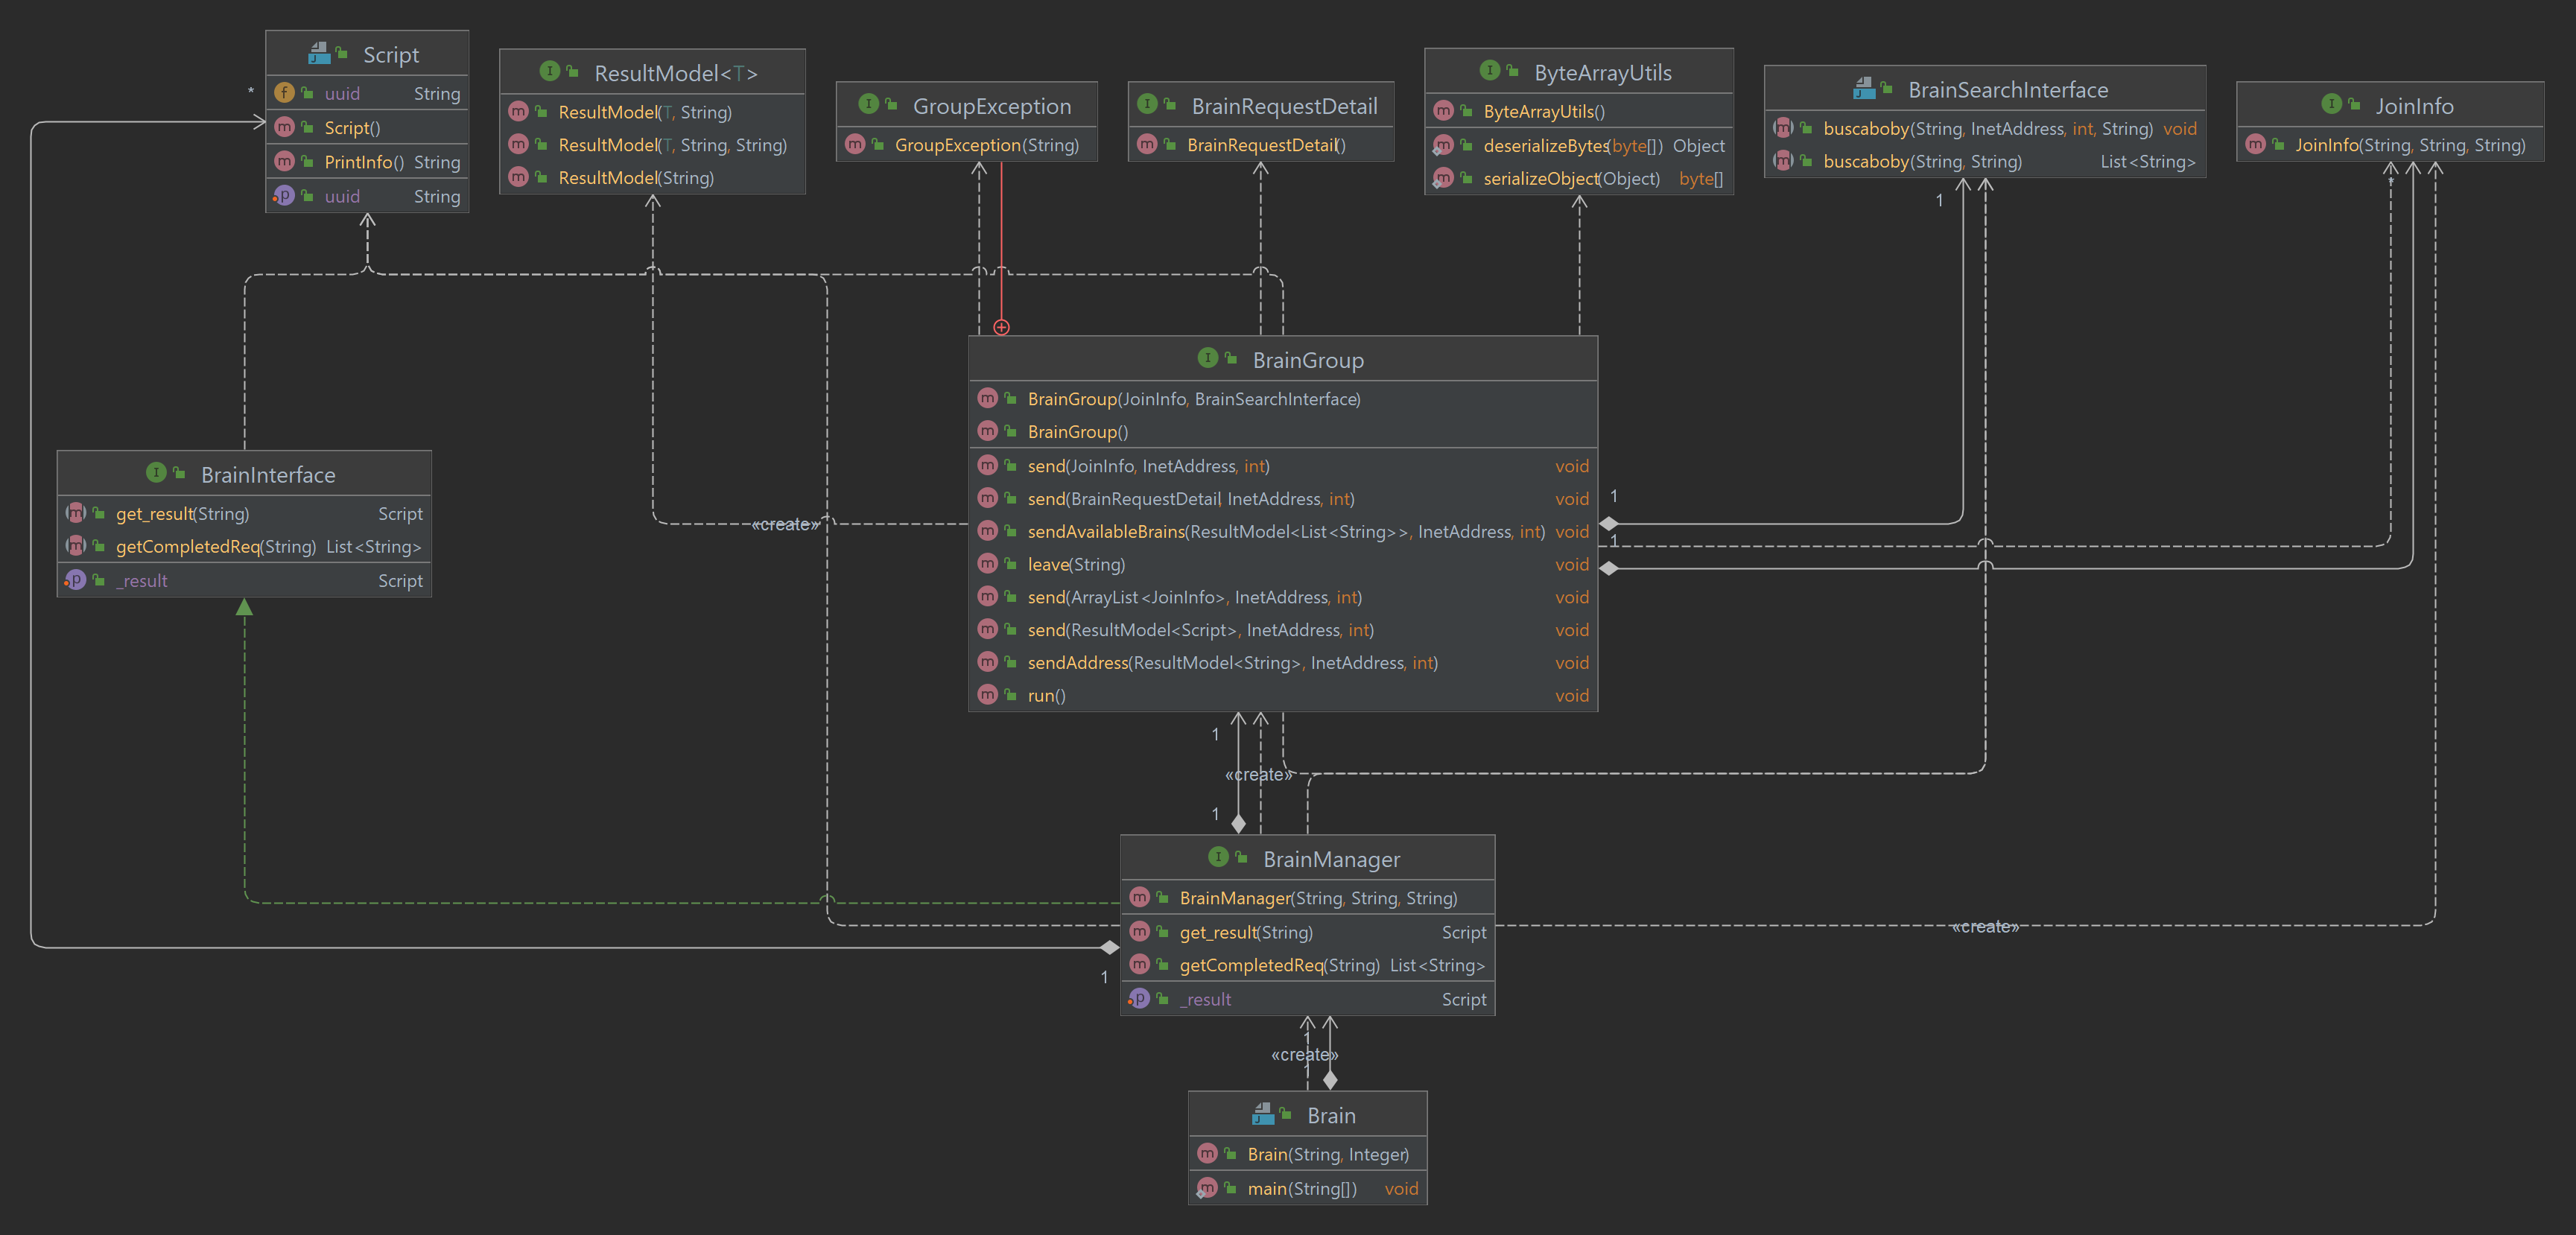 Script
uuid String
Script()
PrintInfo() String
uuid String
*
ResultModel<T>
ResultModel(T, String)
ResultModel(T, String, String)
ResultModel(String)
GroupException
GroupException(String)
BrainRequestDetail
BrainRequestDetail()
ByteArrayUtils
ByteArrayUtils()
deserializeBytes(byte[]) Object
serializeObject(Object) byte[]
BrainSearchInterface
buscaboby(String, InetAddress, int, String) void
buscaboby(String, String) List<String>
1
JoinInfo
JoinInfo(String, String, String)
*
BrainInterface
get_result(String) Script
getCompletedReq(String) List<String>
_result Script
«create»
BrainGroup
BrainGroup(JoinInfo, BrainSearchInterface)
BrainGroup()
send(JoinInfo, InetAddress, int) void
send(BrainRequestDetail, InetAddress, int) void
sendAvailableBrains(ResultModel<List<String>>, InetAddress, int) void
leave(String) void
send(ArrayList<JoinInfo>, InetAddress, int) void
send(ResultModel<Script>, InetAddress, int) void
sendAddress(ResultModel<String>, InetAddress, int) void
run() void
1
1
1
«create»
1
BrainManager
BrainManager(String, String, String)
get_result(String) Script
getCompletedReq(String) List<String>
_result Script
1
«create»
1
«create»
1
Brain
Brain(String, Integer)
main(String[]) void